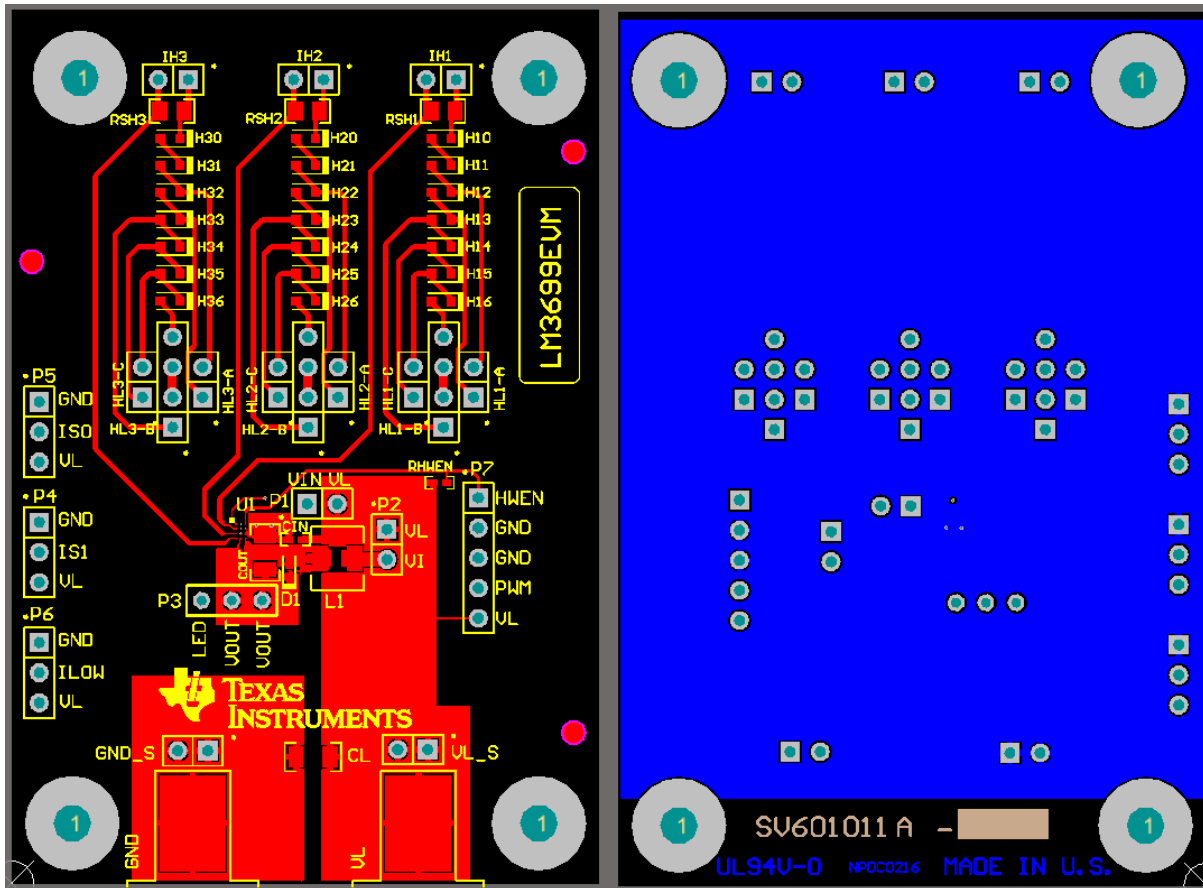 IH3 IH2 IH1
1 1 1 1
RSH3 RSH2 RSH1
H30 H20 H10
H31 H21 H11
H32 H22 H12
H33 H23 H13
H34 H24 H14
H35 H25 H15
H36 H26 H16
LM3699EVM
HL3-C HL3-A HL2-C HL2-A HL1-C HL1-A
HL3-B HL2-B HL1-B
P5
GND
ISO
VL
P4
GND
IS1
VL
P6
GND
ILOW
VL
RHWEN
P7
HWEN
GND
GND
PWM
VL
VIN VL
U1 P1
CIN
P2
VL
VI
COUT
P3 D1 L1
LED VOUT VOUT
TEXAS
INSTRUMENTS
GND_S CL VL_S
GND VL
1 1 1 1
SV601011A -
UL94V-0 NPOC0216 MADE IN U.S.